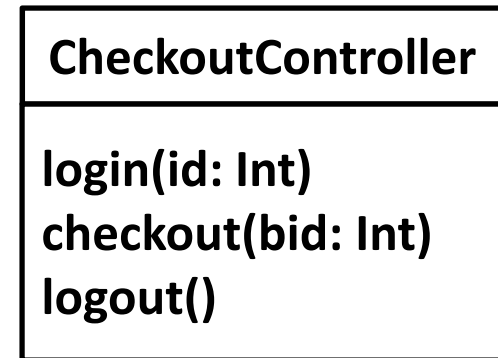 CheckoutController
login(id: Int)
checkout(bid: Int)
logout()